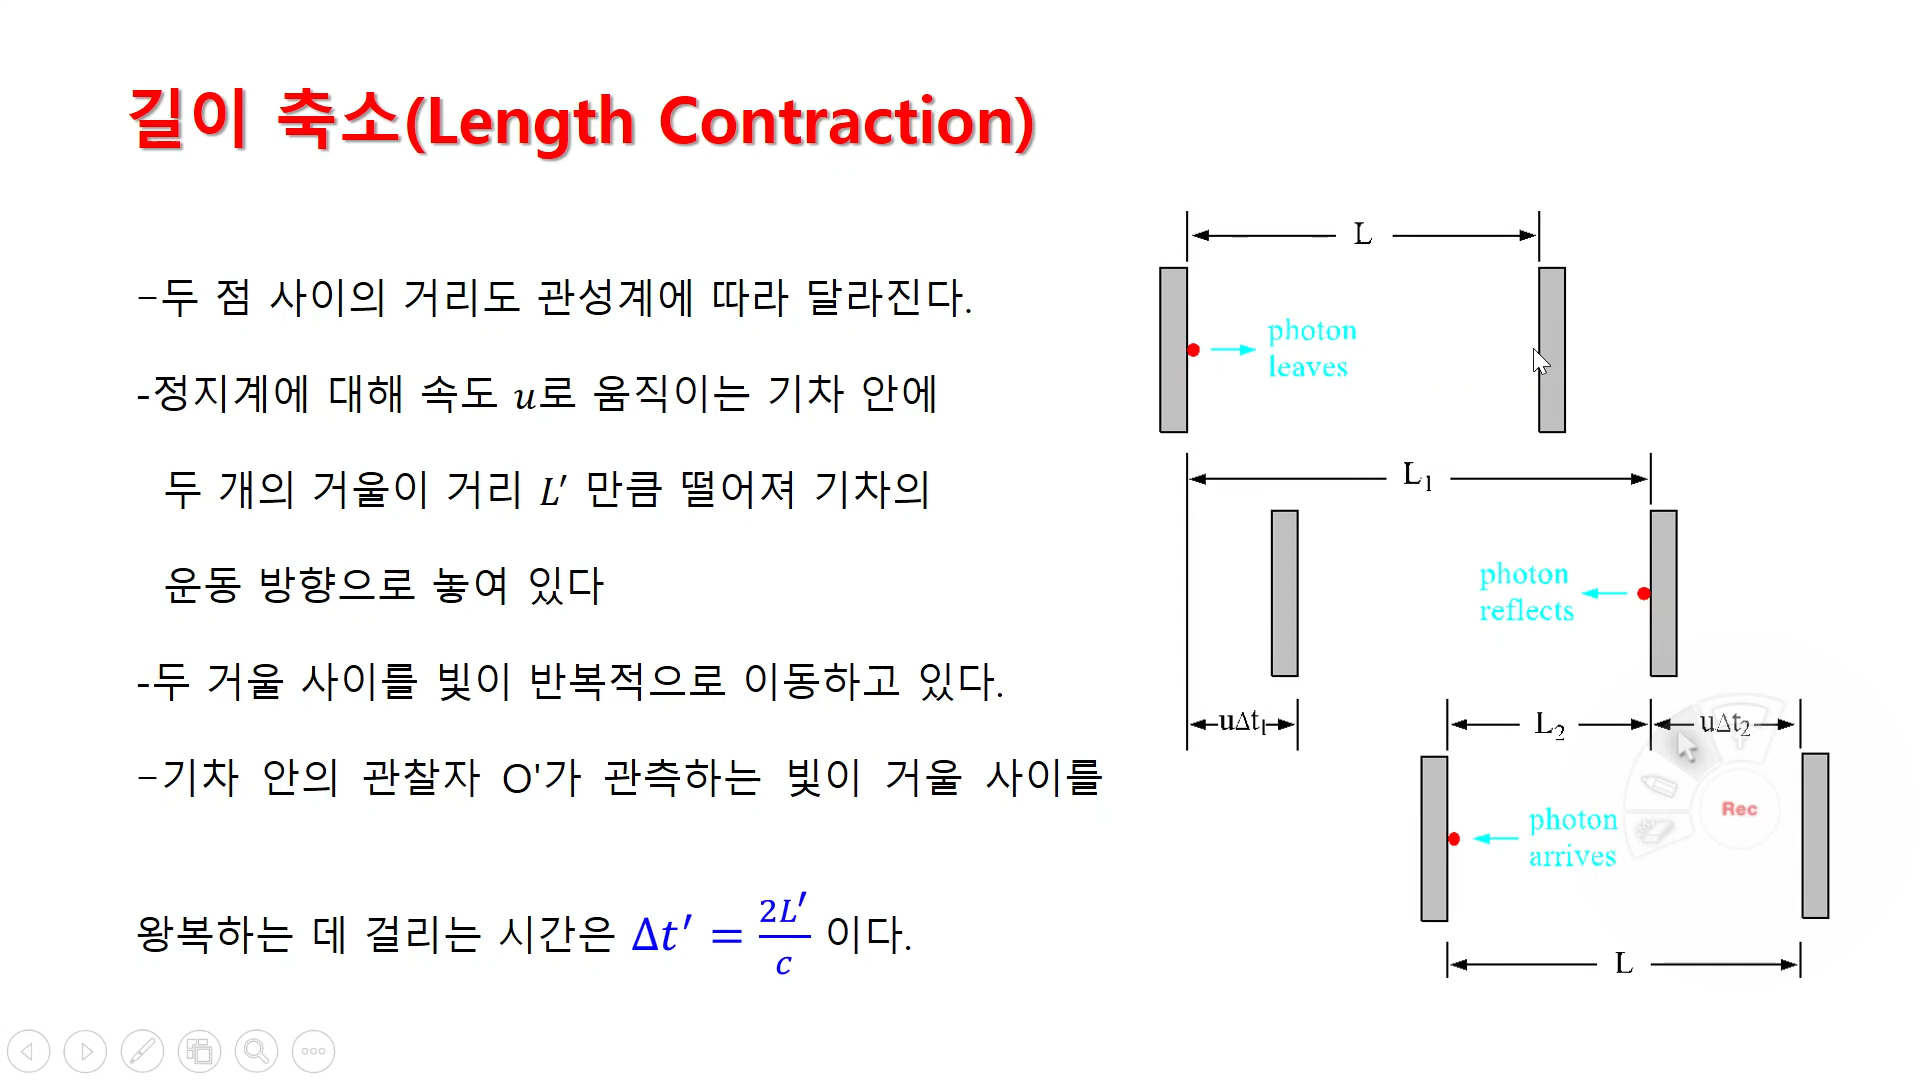 길이 축소(Length Contraction)
-두 점 사이의 거리도 관성계에 따라 달라진다.
-정지계에 대해 속도 u로 움직이는 기차 안에
두 개의 거울이 거리 L′ 만큼 떨어져 기차의
운동 방향으로 놓여 있다
-두 거울 사이를 빛이 반복적으로 이동하고 있다.
-기차 안의 관찰자 O'가 관측하는 빛이 거울 사이를
왕복하는 데 걸리는 시간은 Δt′ = 2L′/c 이다.
L
photon
leaves
L₁
photon
reflects
uΔt₁
L₂
uΔt₂
Rec
photon
arrives
L